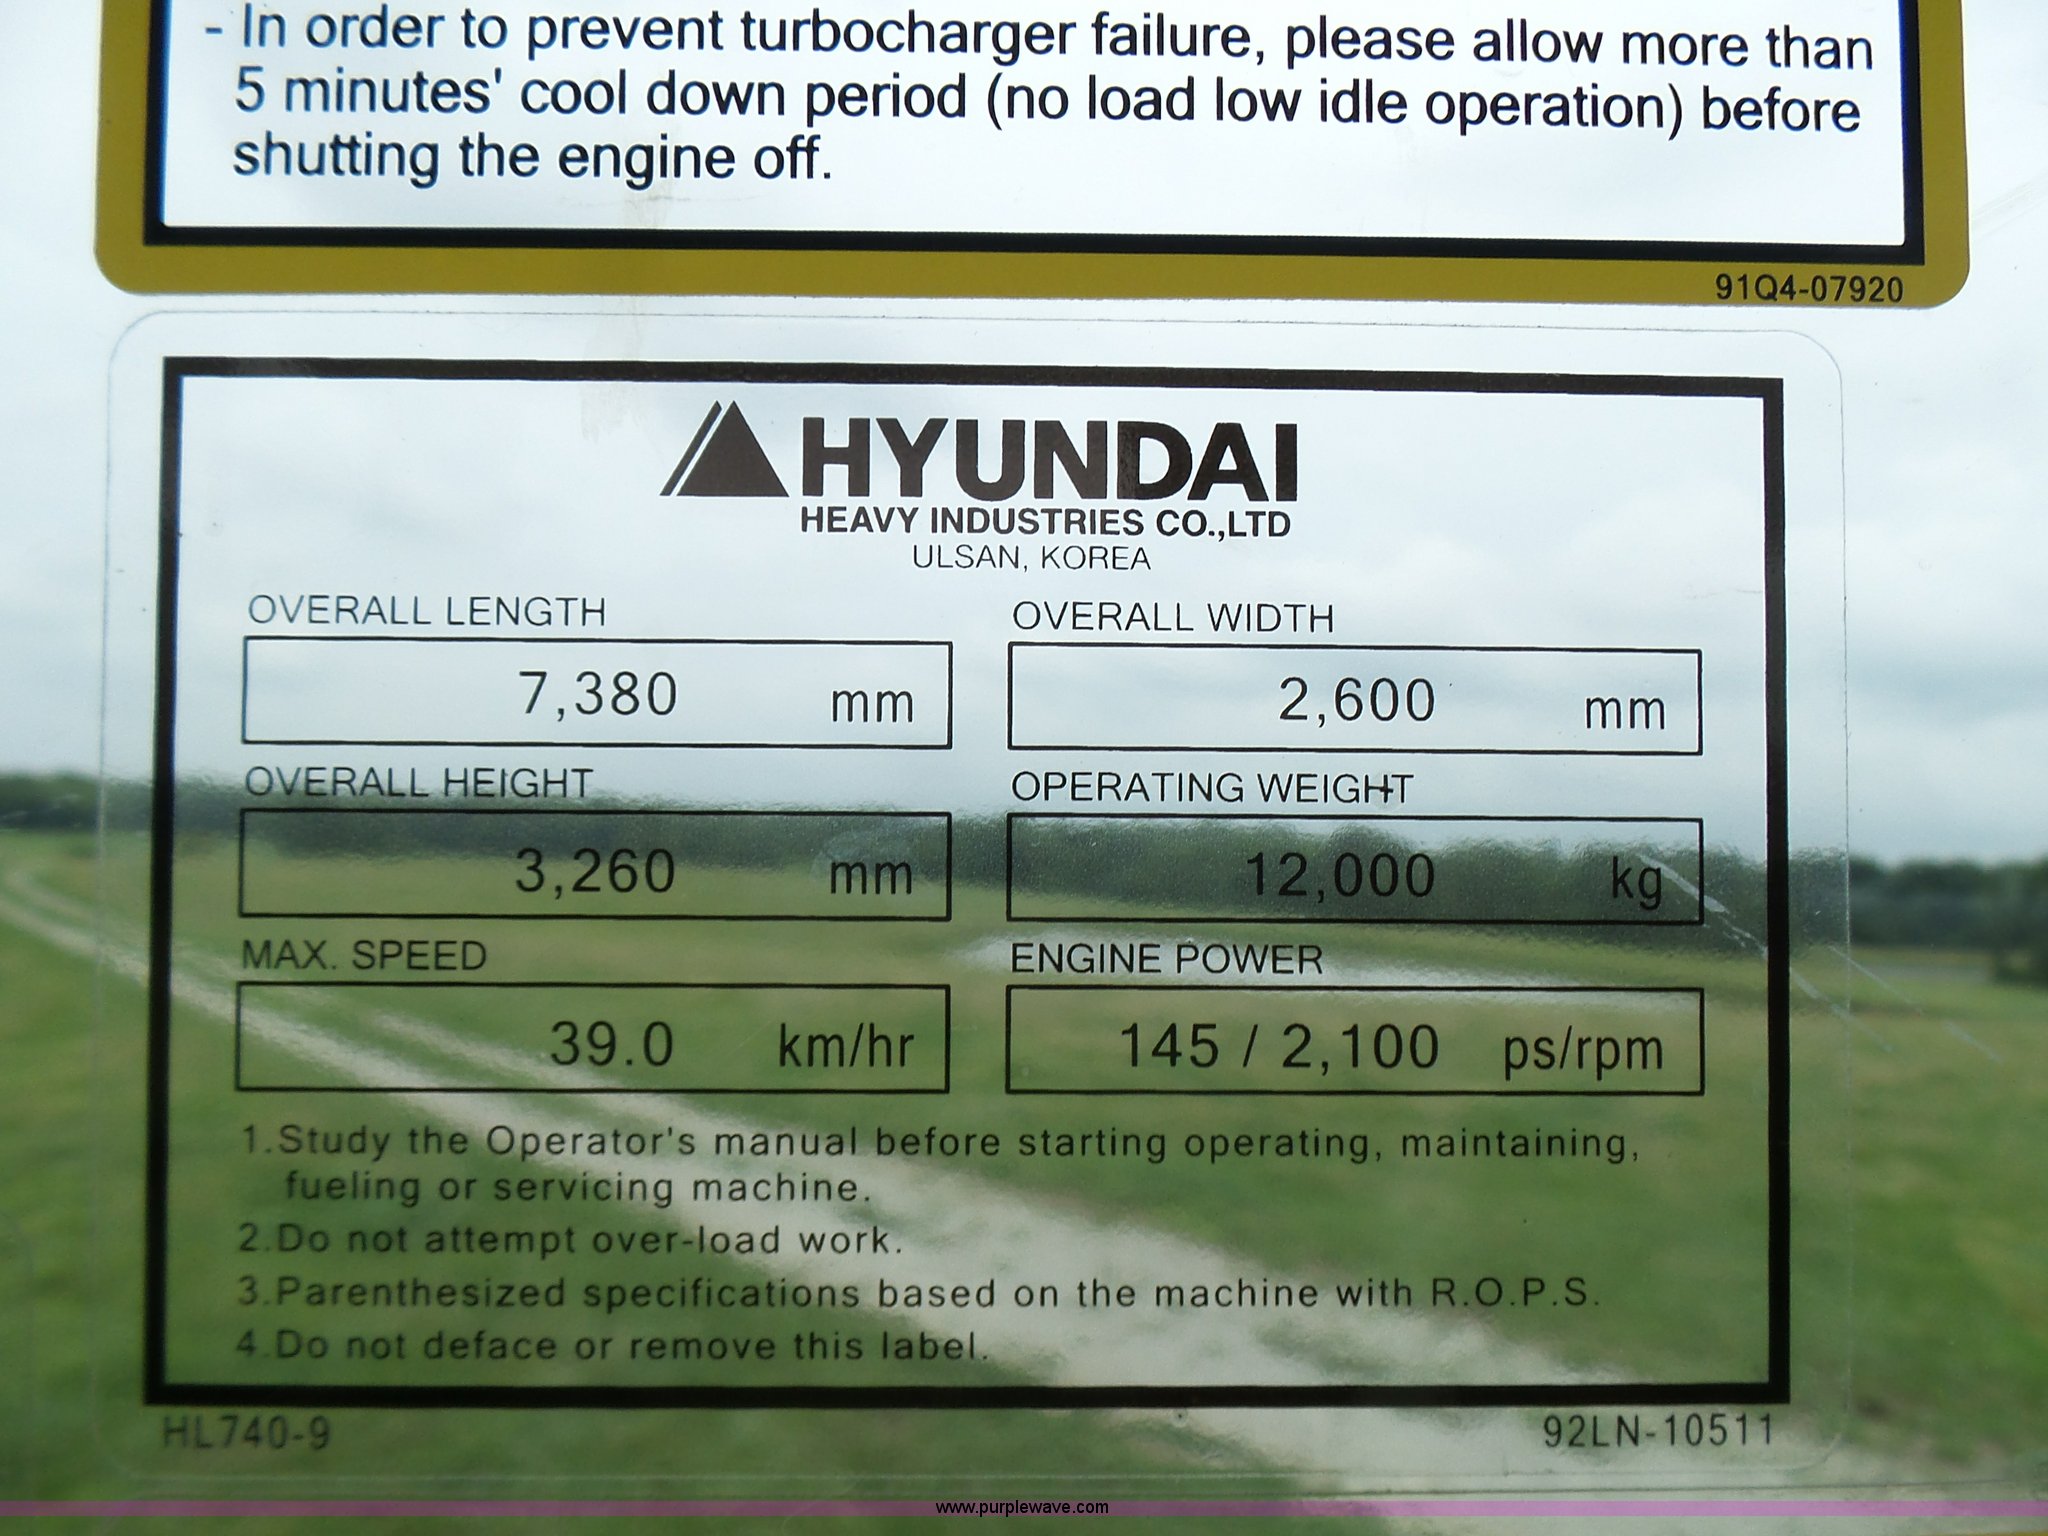 - In order to prevent turbocharger failure, please allow more than
5 minutes' cool down period (no load low idle operation) before
shutting the engine off.
91Q4-07920
HYUNDAI
HEAVY INDUSTRIES CO.,LTD
ULSAN, KOREA
OVERALL LENGTH OVERALL WIDTH
7,380 mm 2,600 mm
OVERALL HEIGHT OPERATING WEIGHT
3,260 mm 12,000 kg
MAX. SPEED ENGINE POWER
39.0 km/hr 145 / 2,100 ps/rpm
1.Study the Operator's manual before starting operating, maintaining,
fueling or servicing machine.
2.Do not attempt over-load work.
3.Parenthesized specifications based on the machine with R.O.P.S.
4.Do not deface or remove this label.
HL740-9 92LN-10511
www.purplewave.com